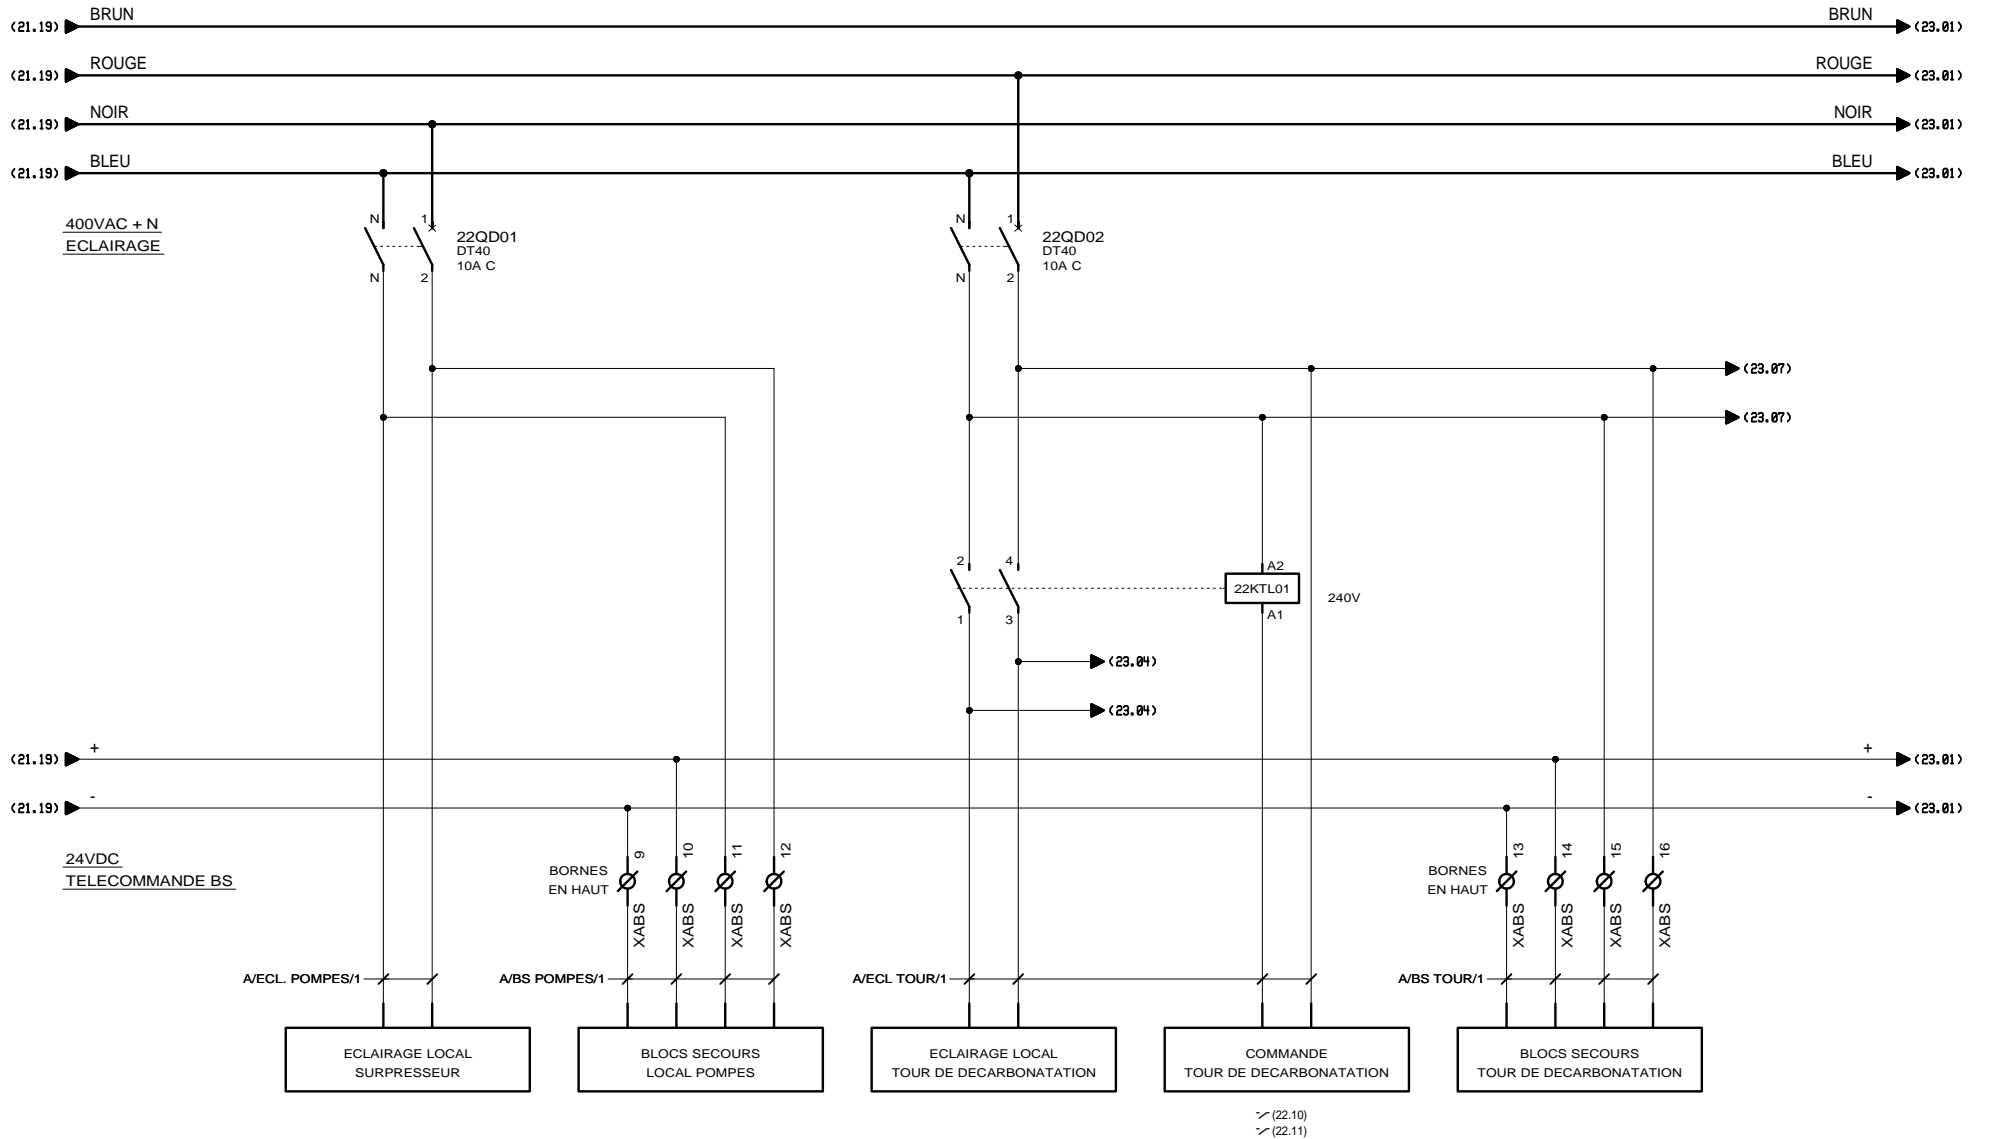 BRUN
BRUN
(21.19)
(23.01)
ROUGE
ROUGE
(21.19)
(23.01)
NOIR
NOIR
(21.19)
(23.01)
BLEU
BLEU
(21.19)
(23.01)
400VAC + N
ECLAIRAGE
N
1
22QD01
DT40
10A C
N
2
N
1
22QD02
DT40
10A C
N
2
(23.07)
(23.07)
2
4
A2
22KTL01
240V
1
3
A1
(23.04)
(23.04)
+
+
(21.19)
(23.01)
-
-
(21.19)
(23.01)
24VDC
TELECOMMANDE BS
BORNES
EN HAUT
9
10
11
12
XABS
XABS
XABS
XABS
BORNES
EN HAUT
13
14
15
16
XABS
XABS
XABS
XABS
A/ECL. POMPES/1
A/BS POMPES/1
A/ECL TOUR/1
A/BS TOUR/1
ECLAIRAGE LOCAL
SURPRESSEUR
BLOCS SECOURS
LOCAL POMPES
ECLAIRAGE LOCAL
TOUR DE DECARBONATATION
COMMANDE
TOUR DE DECARBONATATION
BLOCS SECOURS
TOUR DE DECARBONATATION
(22.10)
(22.11)